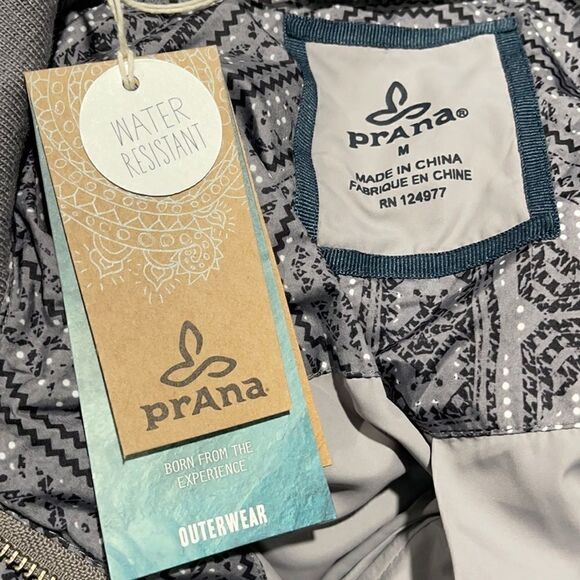 WATER
RESISTANT
prAna®
BORN FROM THE
EXPERIENCE
OUTERWEAR
prAna®
M
MADE IN CHINA
FABRIQUE EN CHINE
RN 124977